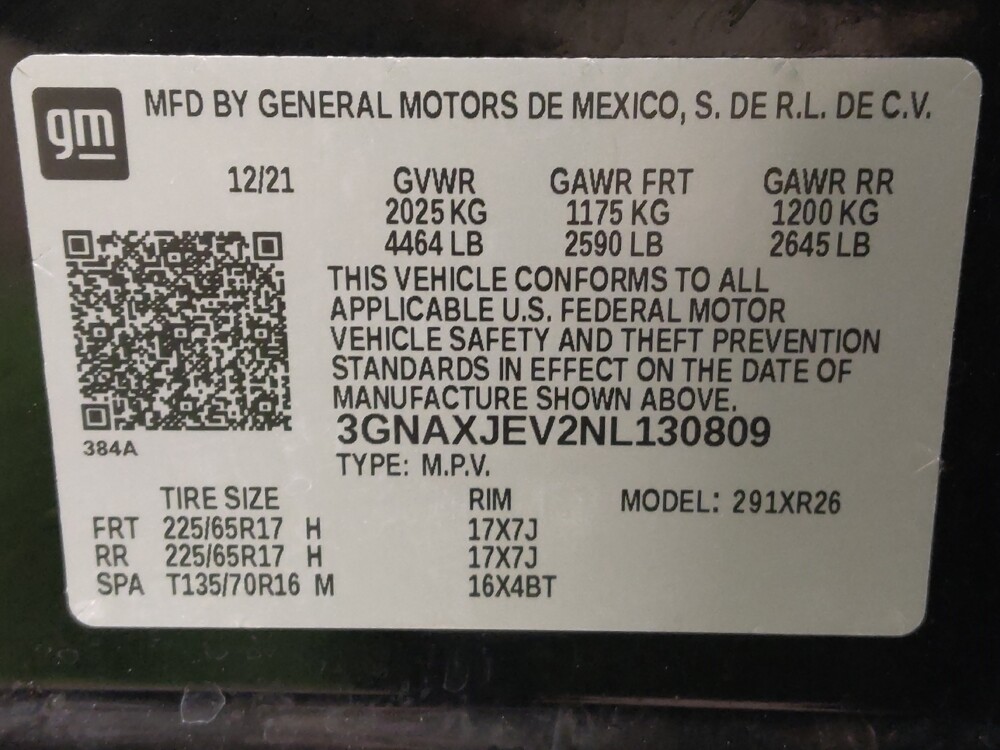 gm
MFD BY GENERAL MOTORS DE MEXICO, S. DE R.L. DE C.V.
12/21 GVWR GAWR FRT GAWR RR
2025 KG 1175 KG 1200 KG
4464 LB 2590 LB 2645 LB
THIS VEHICLE CONFORMS TO ALL
APPLICABLE U.S. FEDERAL MOTOR
VEHICLE SAFETY AND THEFT PREVENTION
STANDARDS IN EFFECT ON THE DATE OF
MANUFACTURE SHOWN ABOVE.
3GNAXJEV2NL130809
384A
TYPE: M.P.V.
TIRE SIZE RIM MODEL: 291XR26
FRT 225/65R17 H 17X7J
RR 225/65R17 H 17X7J
SPA T135/70R16 M 16X4BT